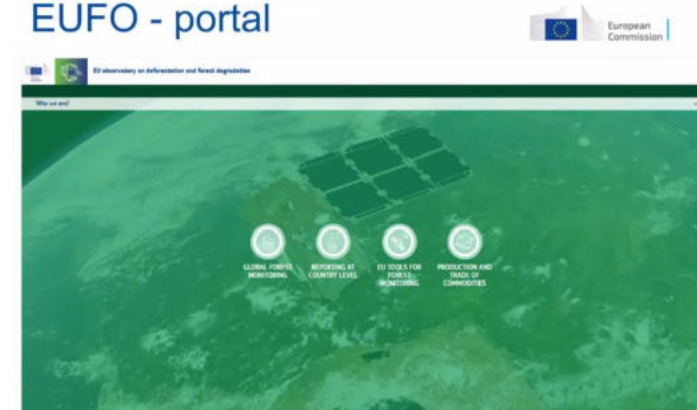 EUFO - portal
European
Commission
EU observatory on deforestation and forest degradation
Who we are?
GLOBAL FOREST
MONITORING
REPORTING AT
COUNTRY LEVEL
EU TOOLS FOR
FOREST
MONITORING
PRODUCTION AND
TRADE OF
COMMODITIES